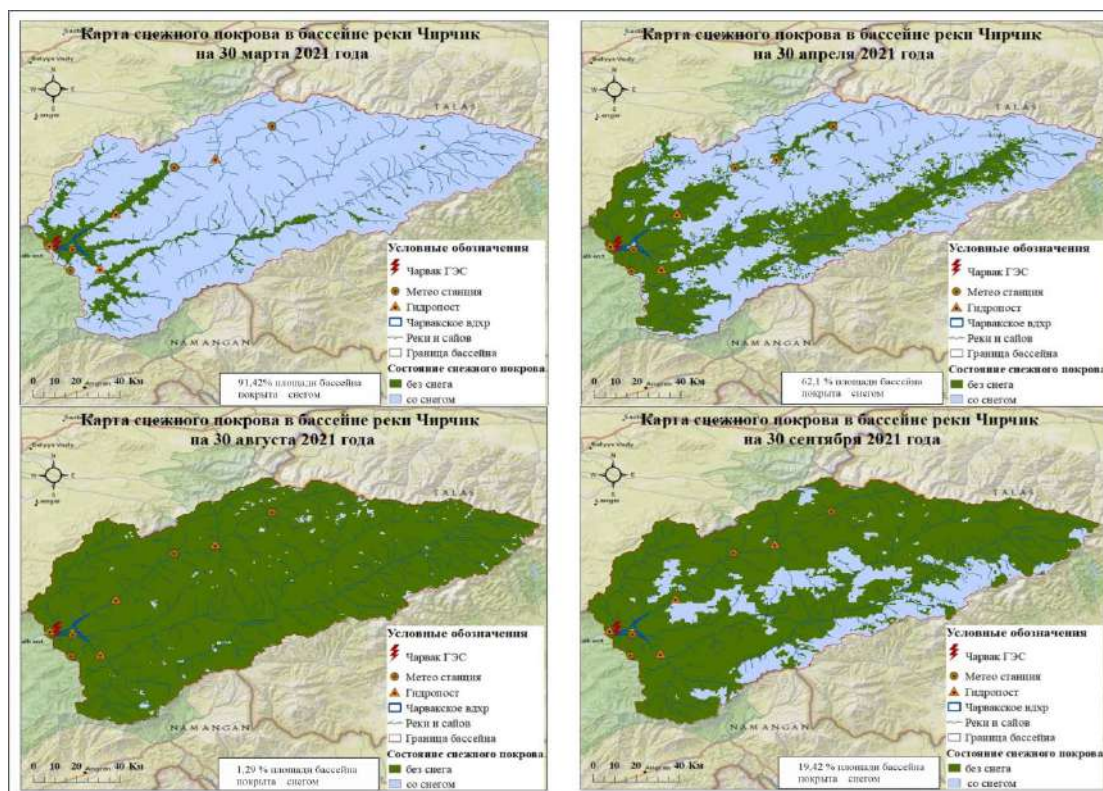 Карта снежного покрова в бассейне реки Чирчик
на 30 марта 2021 года
N
W
E
S
TALAS
NAMANGAN
Условные обозначения
Чарвак ГЭС
Метео станция
Гидропост
Чарвакское вдхр
Реки и сайов
Граница бассейна
Состояние снежного покрова
без снега
со снегом
0 10 20 40 Км
91,42% площади бассейна
покрыта снегом
Карта снежного покрова в бассейне реки Чирчик
на 30 апреля 2021 года
N
W
E
S
TALAS
NAMANGAN
Условные обозначения
Чарвак ГЭС
Метео станция
Гидропост
Чарвакское вдхр
Реки и сайов
Граница бассейна
Состояние снежного покрова
без снега
со снегом
0 10 20 40 Км
62,1 % площади бассейна
покрыта снегом
Карта снежного покрова в бассейне реки Чирчик
на 30 августа 2021 года
N
W
E
S
TALAS
NAMANGAN
Условные обозначения
Чарвак ГЭС
Метео станция
Гидропост
Чарвакское вдхр
Реки и сайов
Граница бассейна
Состояние снежного покрова
без снега
со снегом
0 10 20 40 Км
1,29 % площади бассейна
покрыта снегом
Карта снежного покрова в бассейне реки Чирчик
на 30 сентября 2021 года
N
W
E
S
TALAS
NAMANGAN
Условные обозначения
Чарвак ГЭС
Метео станция
Гидропост
Чарвакское вдхр
Реки и сайов
Граница бассейна
Состояние снежного покрова
без снега
со снегом
0 10 20 40 Км
19,42 % площади бассейна
покрыта снегом